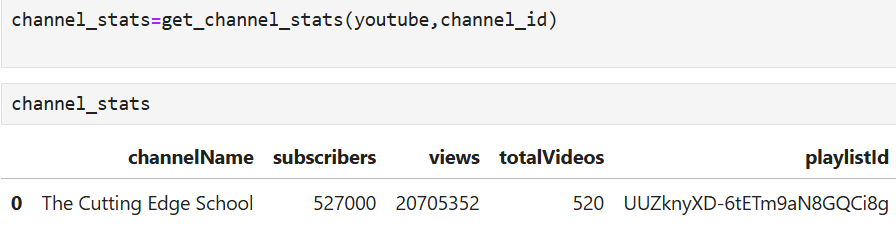 channel_stats=get_channel_stats(youtube,channel_id)
channel_stats
channelName subscribers views totalVideos playlistId
0 The Cutting Edge School 527000 20705352 520 UUZknyXD-6tETm9aN8GQCi8g